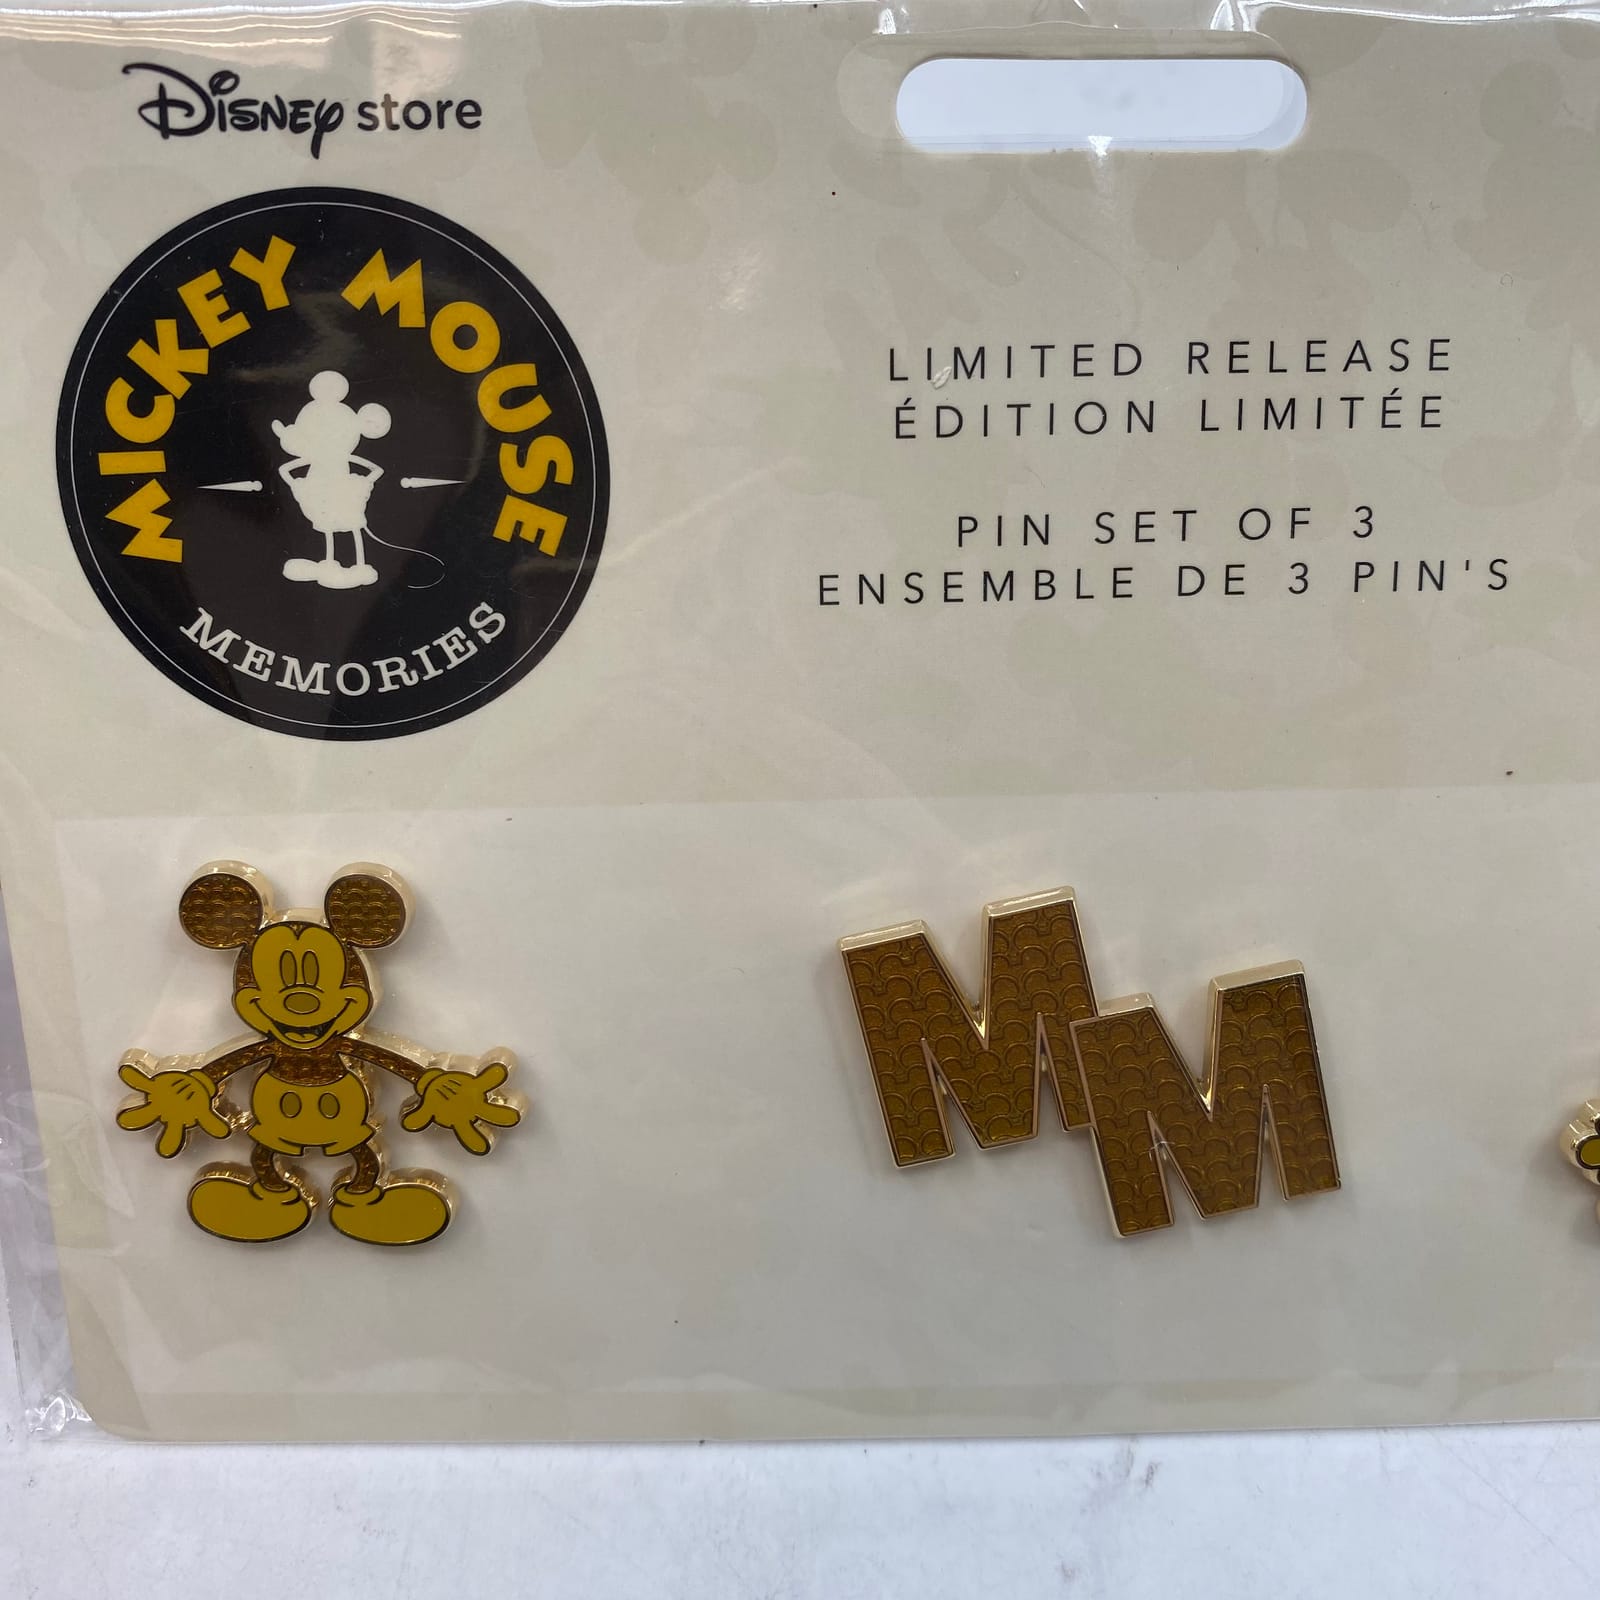 Disney store
MICKEY MOUSE
MEMORIES
LIMITED RELEASE
ÉDITION LIMITÉE
PIN SET OF 3
ENSEMBLE DE 3 PIN'S
MM